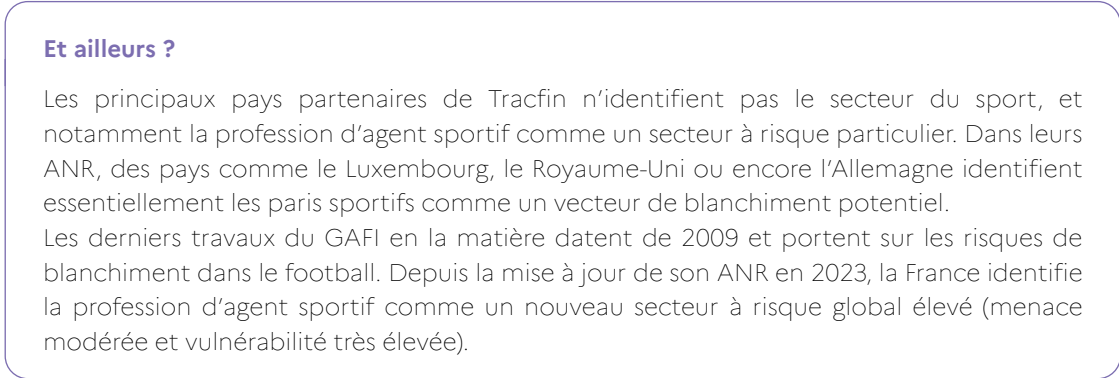 Et ailleurs ?
Les principaux pays partenaires de Tracfin n’identifient pas le secteur du sport, et
notamment la profession d’agent sportif comme un secteur à risque particulier. Dans leurs
ANR, des pays comme le Luxembourg, le Royaume-Uni ou encore l’Allemagne identifient
essentiellement les paris sportifs comme un vecteur de blanchiment potentiel.
Les derniers travaux du GAFI en la matière datent de 2009 et portent sur les risques de
blanchiment dans le football. Depuis la mise à jour de son ANR en 2023, la France identifie
la profession d’agent sportif comme un nouveau secteur à risque global élevé (menace
modérée et vulnérabilité très élevée).